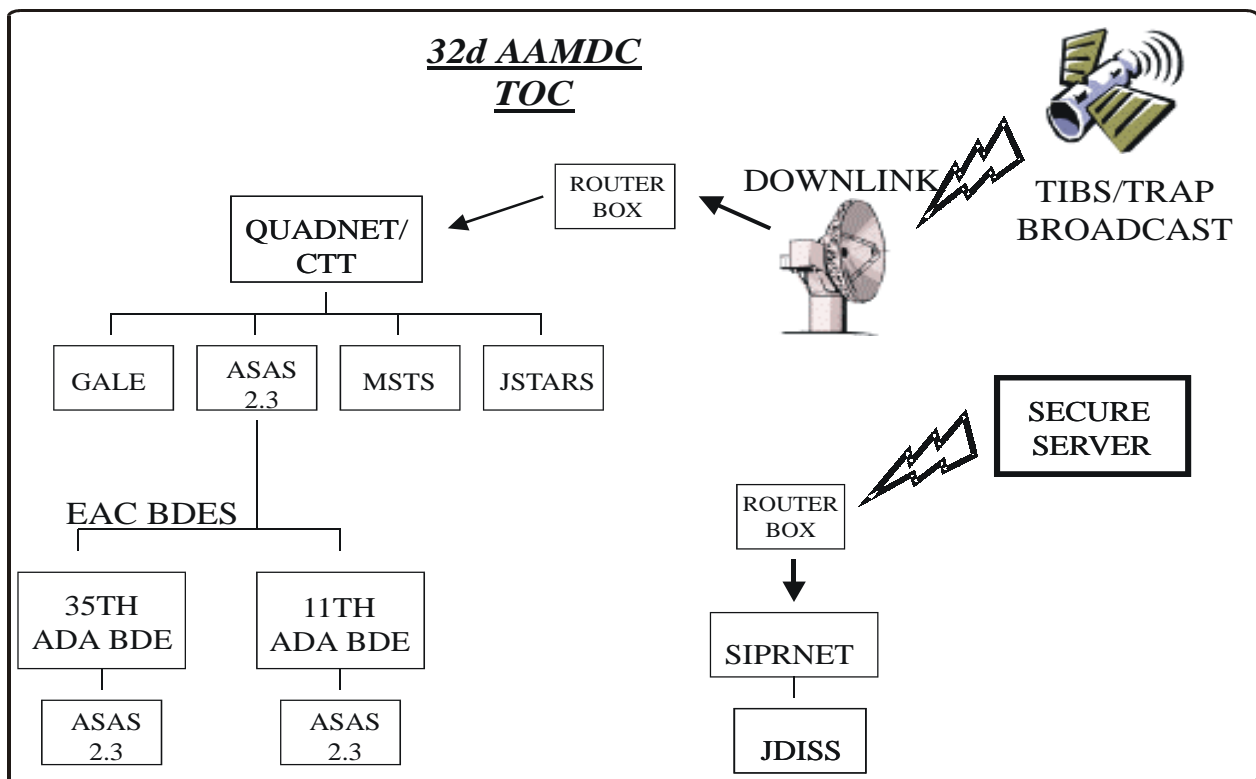 32d AAMDC
TOC
TIBS/TRAP
BROADCAST
DOWNLINK
ROUTER
BOX
QUADNET/
CTT
GALE
ASAS
2.3
MSTS
JSTARS
EAC BDES
35TH
ADA BDE
11TH
ADA BDE
ASAS
2.3
ASAS
2.3
SECURE
SERVER
ROUTER
BOX
SIPRNET
JDISS